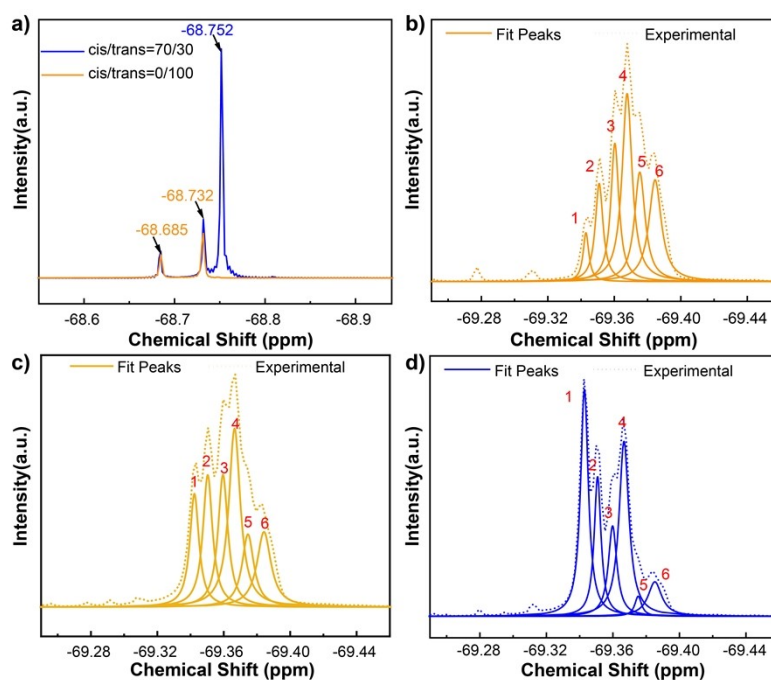 a)
-68.752
cis/trans=70/30
cis/trans=0/100
-68.732
-68.685
Intensity(a.u.)
-68.6 -68.7 -68.8 -68.9
Chemical Shift (ppm)
b)
Fit Peaks Experimental
1 2 3 4 5 6
Intensity(a.u.)
-69.28 -69.32 -69.36 -69.40 -69.44
Chemical Shift (ppm)
c)
Fit Peaks Experimental
1 2 3 4 5 6
Intensity(a.u.)
-69.28 -69.32 -69.36 -69.40 -69.44
Chemical Shift (ppm)
d)
Fit Peaks Experimental
1 2 3 4 5 6
Intensity(a.u.)
-69.28 -69.32 -69.36 -69.40 -69.44
Chemical Shift (ppm)